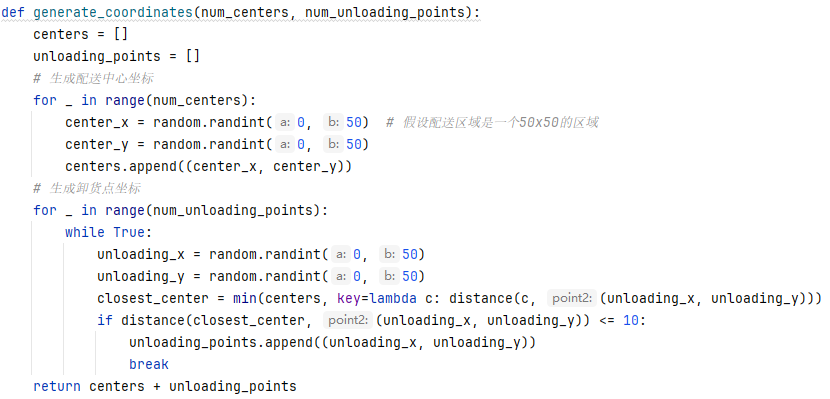 def generate_coordinates(num_centers, num_unloading_points):
    centers = []
    unloading_points = []
    # 生成配送中心坐标
    for _ in range(num_centers):
        center_x = random.randint( a: 0,  b: 50)  # 假设配送区域是一个50x50的区域
        center_y = random.randint( a: 0,  b: 50)
        centers.append((center_x, center_y))
    # 生成卸货点坐标
    for _ in range(num_unloading_points):
        while True:
            unloading_x = random.randint( a: 0,  b: 50)
            unloading_y = random.randint( a: 0,  b: 50)
            closest_center = min(centers, key=lambda c: distance(c,  point2: (unloading_x, unloading_y)))
            if distance(closest_center,  point2: (unloading_x, unloading_y)) <= 10:
                unloading_points.append((unloading_x, unloading_y))
                break
    return centers + unloading_points